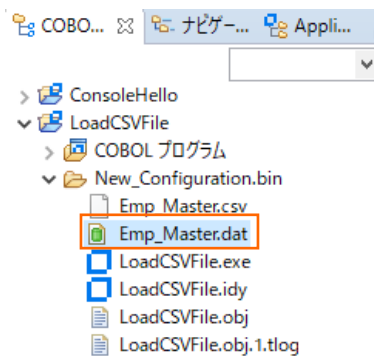 COBO... ナビゲー... Appli...
ConsoleHello
LoadCSVFile
COBOL プログラム
New_Configuration.bin
Emp_Master.csv
Emp_Master.dat
LoadCSVFile.exe
LoadCSVFile.idy
LoadCSVFile.obj
LoadCSVFile.obj.1.tlog